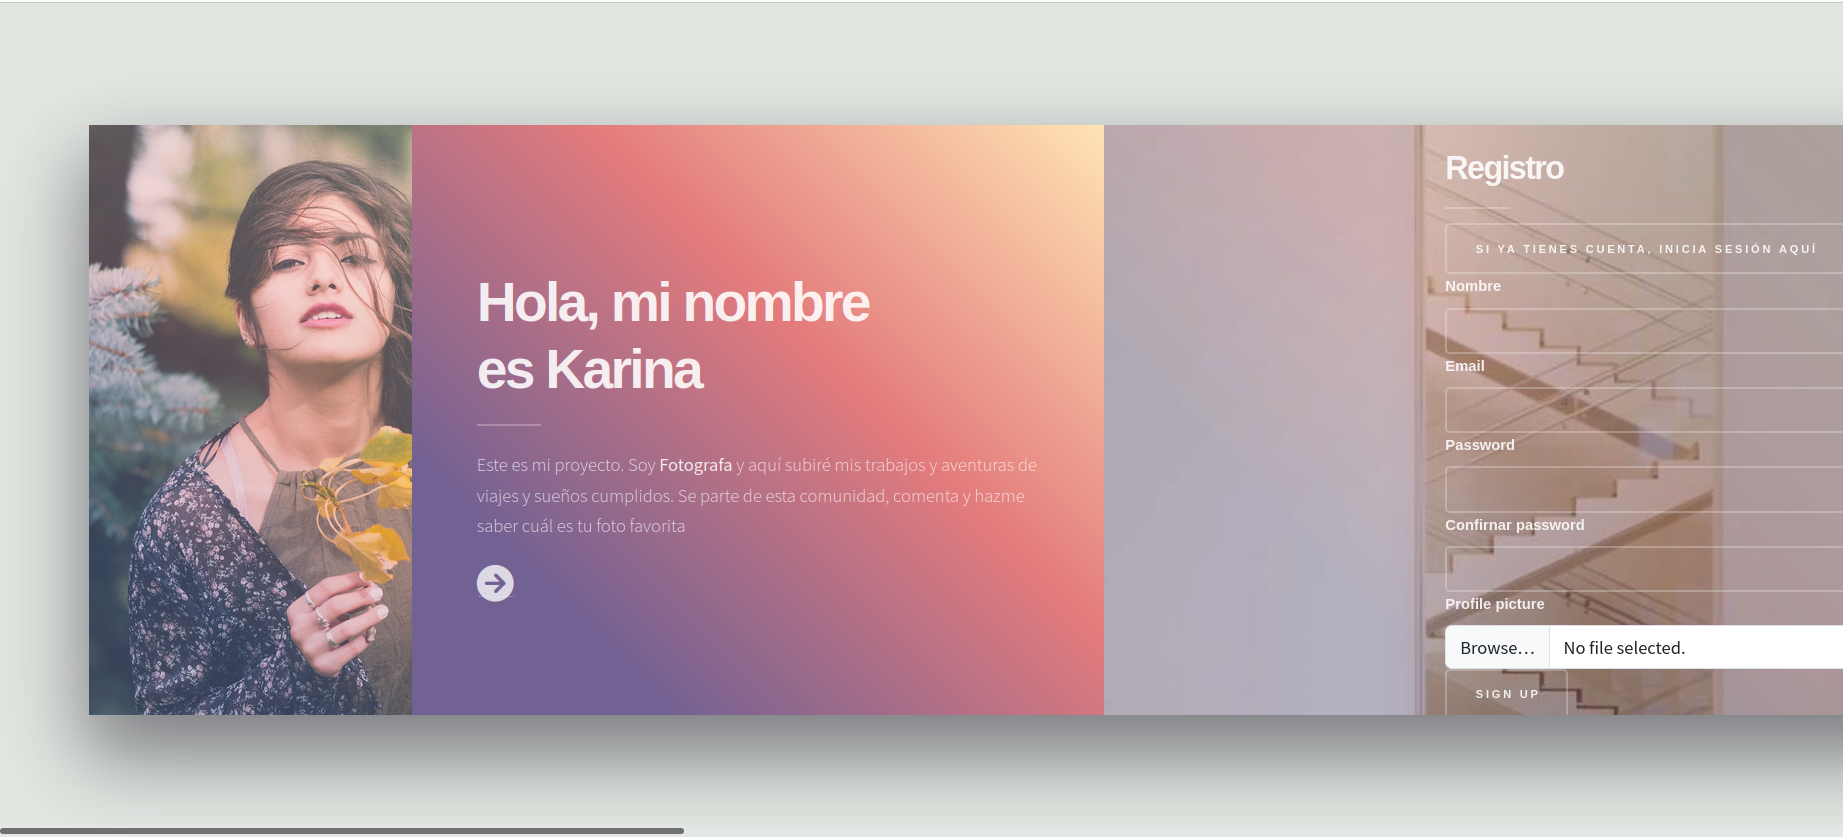 Hola, mi nombre
es Karina
Este es mi proyecto. Soy Fotografa y aquí subiré mis trabajos y aventuras de
viajes y sueños cumplidos. Se parte de esta comunidad, comenta y hazme
saber cuál es tu foto favorita
Registro
SI YA TIENES CUENTA, INICIA SESIÓN AQUÍ
Nombre
Email
Password
Confirnar password
Profile picture
Browse… No file selected.
SIGN UP